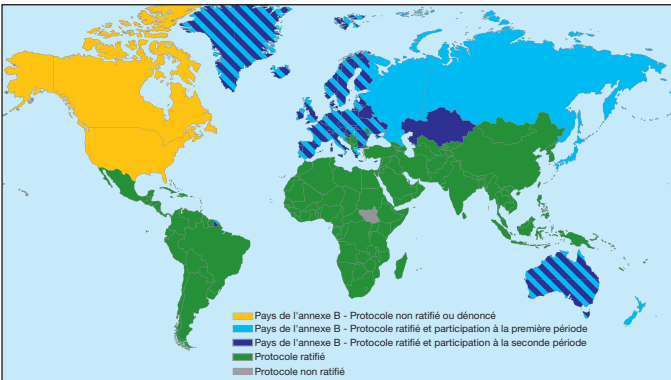 Pays de l'annexe B - Protocole non ratifié ou dénoncé
Pays de l'annexe B - Protocole ratifié et participation à la première période
Pays de l'annexe B - Protocole ratifié et participation à la seconde période
Protocole ratifié
Protocole non ratifié